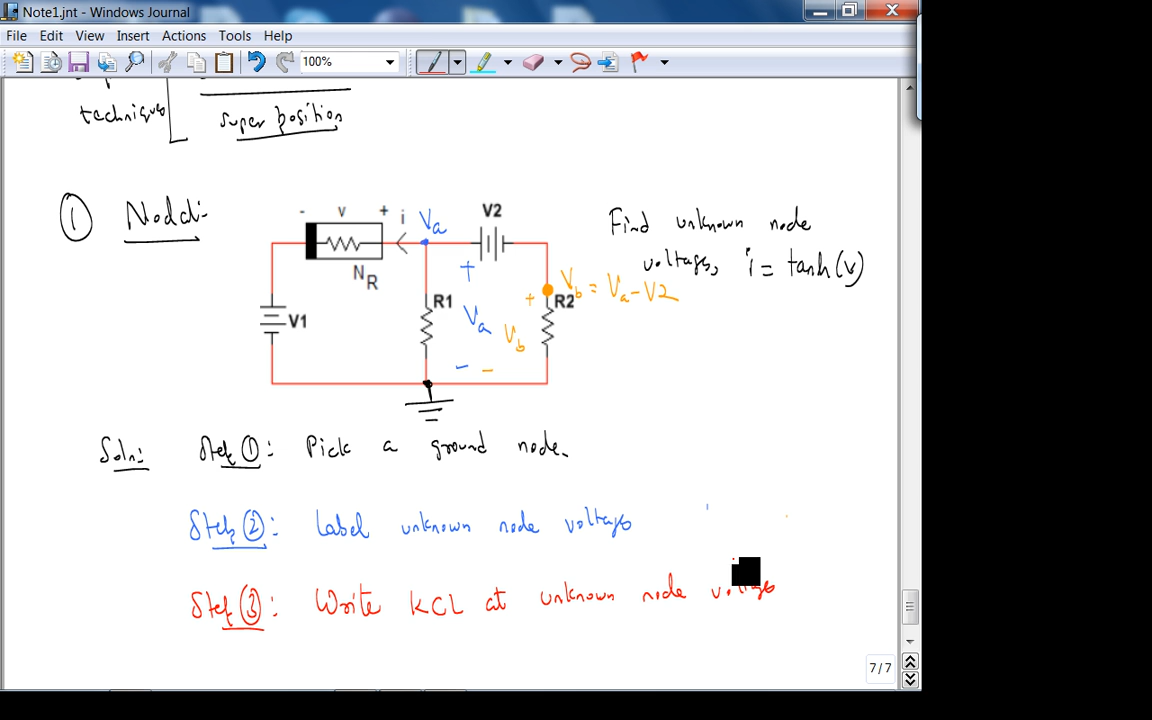 Note1.jnt - Windows Journal
File Edit View Insert Actions Tools Help
100%
techniques
super position
① Nodal:
- v + i Va V2
Find unknown node
voltages, i = tanh(v)
NR
V1
R1
+ Va -
R2
Vb = Va - V2
+ Vb -
Soln: Step ①: Pick a ground node.
Step ②: Label unknown node voltages
Step ③: Write KCL at unknown node voltages
7/7